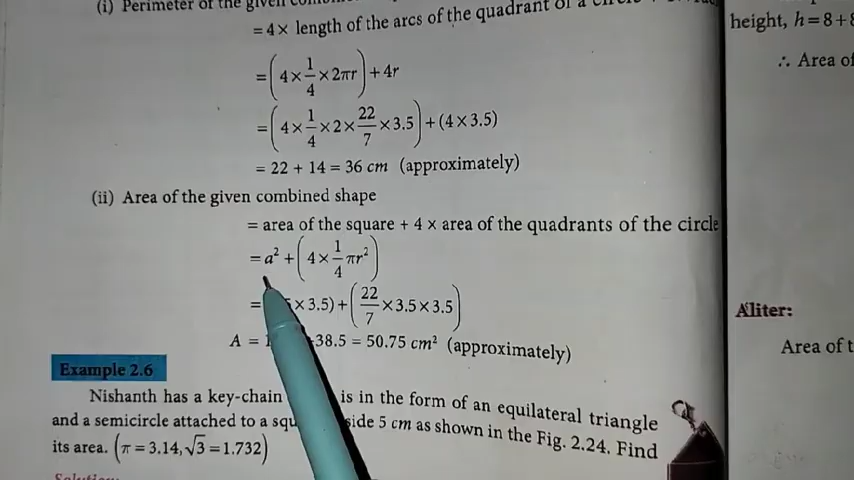 (i) Perimeter of the given
= 4 × length of the arcs of the quadrant of a circle
= (4 × 1/4 × 2πr) + 4r
= (4 × 1/4 × 2 × 22/7 × 3.5) + (4 × 3.5)
= 22 + 14 = 36 cm (approximately)
(ii) Area of the given combined shape
= area of the square + 4 × area of the quadrants of the circle
= a² + (4 × 1/4 πr²)
= × 3.5) + (22/7 × 3.5 × 3.5)
A = 38.5 = 50.75 cm² (approximately)
Example 2.6
Nishanth has a key-chain is in the form of an equilateral triangle
and a semicircle attached to a side 5 cm as shown in the Fig. 2.24. Find
its area. (π = 3.14, √3 = 1.732)
height, h = 8 +
∴ Area of
Aliter:
Area of